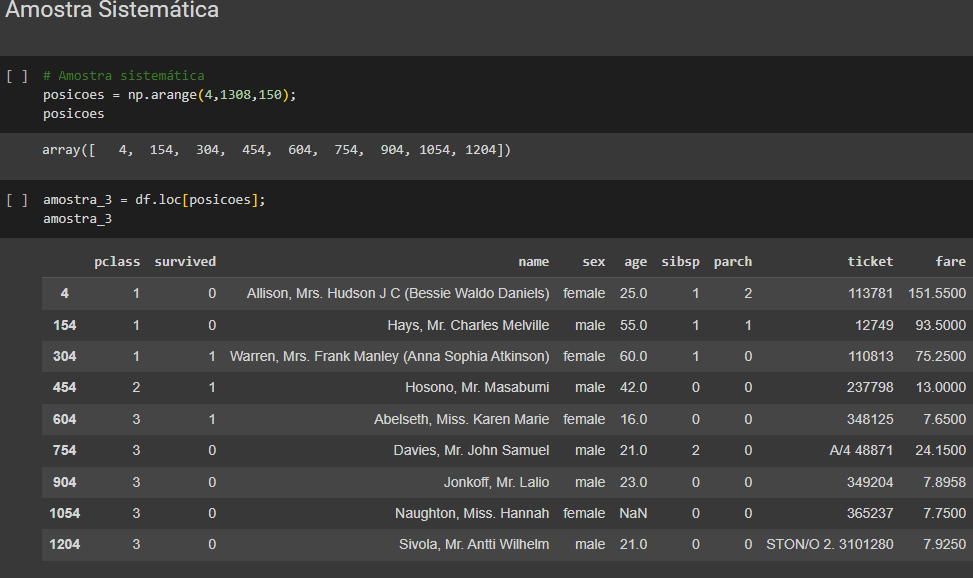 Amostra Sistemática
[ ] # Amostra sistemática
posicoes = np.arange(4,1308,150);
posicoes
array([   4,  154,  304,  454,  604,  754,  904, 1054, 1204])
[ ] amostra_3 = df.loc[posicoes];
amostra_3
pclass survived name sex age sibsp parch ticket fare
4 1 0 Allison, Mrs. Hudson J C (Bessie Waldo Daniels) female 25.0 1 2 113781 151.5500
154 1 0 Hays, Mr. Charles Melville male 55.0 1 1 12749 93.5000
304 1 1 Warren, Mrs. Frank Manley (Anna Sophia Atkinson) female 60.0 1 0 110813 75.2500
454 2 1 Hosono, Mr. Masabumi male 42.0 0 0 237798 13.0000
604 3 1 Abelseth, Miss. Karen Marie female 16.0 0 0 348125 7.6500
754 3 0 Davies, Mr. John Samuel male 21.0 2 0 A/4 48871 24.1500
904 3 0 Jonkoff, Mr. Lalio male 23.0 0 0 349204 7.8958
1054 3 0 Naughton, Miss. Hannah female NaN 0 0 365237 7.7500
1204 3 0 Sivola, Mr. Antti Wilhelm male 21.0 0 0 STON/O 2. 3101280 7.9250